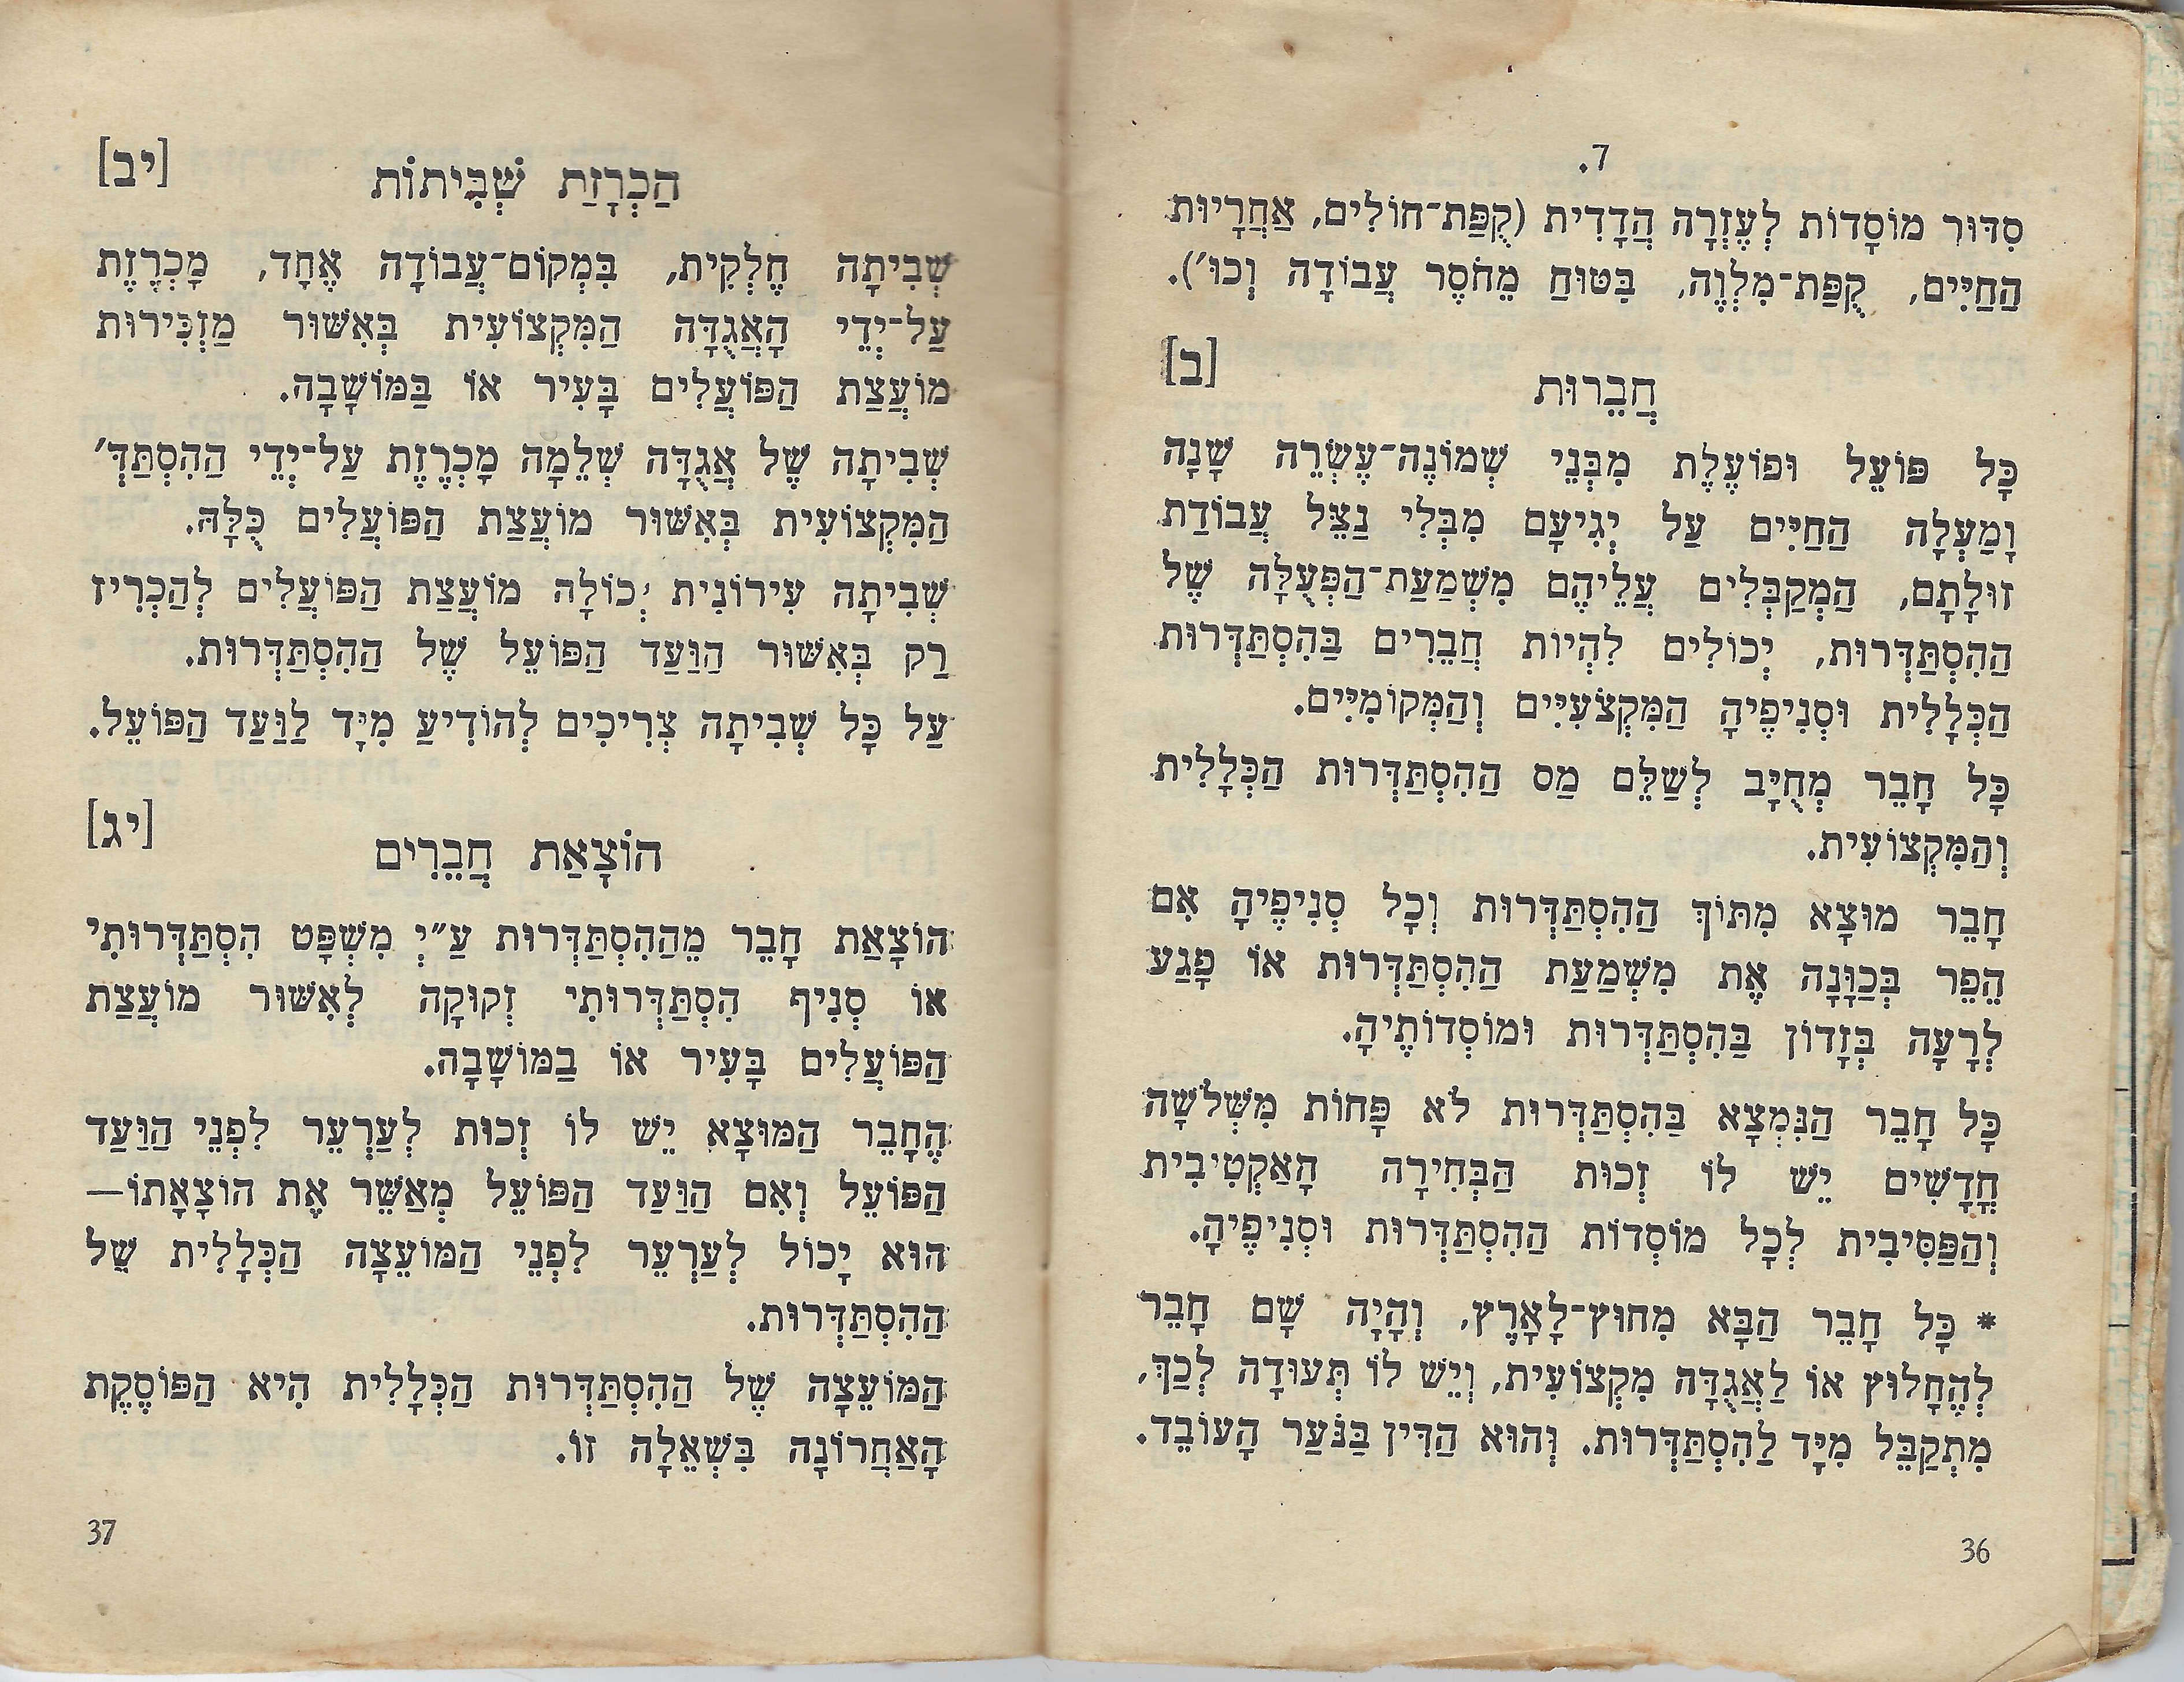 7.
סִדּוּר מוֹסָדוֹת לְעֶזְרָה הֲדָדִית (קֻפַּת־חוֹלִים, אַחֲרָיוּת
הַחַיִּים, קֻפַּת־מִלְוֶה, בִּטּוּחַ מֵחֹסֶר עֲבוֹדָה וְכוּ').
[ב]
חֲבֵרוּת
כָּל פּוֹעֵל וּפוֹעֶלֶת מִבְּנֵי שְׁמוֹנֶה־עֶשְׂרֵה שָׁנָה
וָמַעְלָה הַחַיִּים עַל יְגִיעָם מִבְּלִי נַצֵּל עֲבוֹדַת
זוּלָתָם, הַמְקַבְּלִים עֲלֵיהֶם מִשְׁמַעַת־הַפְּעֻלָּה שֶׁל
הַהִסְתַּדְּרוּת, יְכוֹלִים לִהְיוֹת חֲבֵרִים בַּהִסְתַּדְּרוּת
הַכְּלָלִית וּסְנִיפֶיהָ הַמִּקְצֹעִיִּים וְהַמְּקוֹמִיִּים.
כָּל חָבֵר מְחֻיָּב לְשַׁלֵּם מַס הַהִסְתַּדְּרוּת הַכְּלָלִית
וְהַמִּקְצוֹעִית.
חָבֵר מוּצָא מִתּוֹךְ הַהִסְתַּדְּרוּת וְכָל סְנִיפֶיהָ אִם
הֵפֵר בְּכַוָּנָה אֶת מִשְׁמַעַת הַהִסְתַּדְּרוּת אוֹ פָּגַע
לְרָעָה בְּזָדוֹן בַּהִסְתַּדְּרוּת וּמוֹסְדוֹתֶיהָ.
כָּל חָבֵר הַנִּמְצָא בַּהִסְתַּדְּרוּת לֹא פָּחוֹת מִשְּׁלֹשָׁה
חֳדָשִׁים יֵשׁ לוֹ זְכוּת הַבְּחִירָה הָאַקְטִיבִית
וְהַפַּסִּיבִית לְכָל מוֹסְדוֹת הַהִסְתַּדְּרוּת וּסְנִיפֶיהָ.
* כָּל חָבֵר הַבָּא מִחוּץ־לָאָרֶץ, וְהָיָה שָׁם חָבֵר
לְהֶחָלוּץ אוֹ לַאֲגֻדָּה מִקְצוֹעִית, וְיֵשׁ לוֹ תְּעוּדָה לְכַךְ,
מִתְקַבֵּל מִיָּד לַהִסְתַּדְּרוּת. וְהוּא הַדִּין בַּנֹּעַר הָעוֹבֵד.
36
[יב]
הַכְרָזַת שְׁבִיתוֹת
שְׁבִיתָה חֶלְקִית, בִּמְקוֹם־עֲבוֹדָה אֶחָד, מָכְרֶזֶת
עַל־יְדֵי הָאֲגֻדָּה הַמִּקְצוֹעִית בְּאִשּׁוּר מַזְכִּירוּת
מוֹעֲצַת הַפּוֹעֲלִים בָּעִיר אוֹ בַּמּוֹשָׁבָה.
שְׁבִיתָה שֶׁל אֲגֻדָּה שְׁלֵמָה מָכְרֶזֶת עַל־יְדֵי הַהִסְתַּדְּ'
הַמִּקְצוֹעִית בְּאִשּׁוּר מוֹעֲצַת הַפּוֹעֲלִים כֻּלָּהּ.
שְׁבִיתָה עִירוֹנִית יְכוֹלָה מוֹעֲצַת הַפּוֹעֲלִים לְהַכְרִיז
רַק בְּאִשּׁוּר הַוַּעַד הַפּוֹעֵל שֶׁל הַהִסְתַּדְּרוּת.
עַל כָּל שְׁבִיתָה צְרִיכִים לְהוֹדִיעַ מִיָּד לַוַּעַד הַפּוֹעֵל.
[יג]
הוֹצָאַת חֲבֵרִים
הוֹצָאַת חָבֵר מֵהַהִסְתַּדְּרוּת עַ״יְ מִשְׁפָּט הִסְתַּדְּרוּתִי
אוֹ סְנִיף הִסְתַּדְּרוּתִי זְקוּקָה לְאִשּׁוּר מוֹעֲצַת
הַפּוֹעֲלִים בָּעִיר אוֹ בַמּוֹשָׁבָה.
הֶחָבֵר הַמּוּצָא יֵשׁ לוֹ זְכוּת לְעַרְעֵר לִפְנֵי הַוַּעַד
הַפּוֹעֵל וְאִם הַוַּעַד הַפּוֹעֵל מְאַשֵּׁר אֶת הוֹצָאָתוֹ—
הוּא יָכוֹל לְעַרְעֵר לִפְנֵי הַמּוֹעֵצָה הַכְּלָלִית שֶׁל
הַהִסְתַּדְּרוּת.
הַמּוֹעֵצָה שֶׁל הַהִסְתַּדְּרוּת הַכְּלָלִית הִיא הַפּוֹסֶקֶת
הָאַחֲרוֹנָה בִּשְׁאֵלָה זוֹ.
37